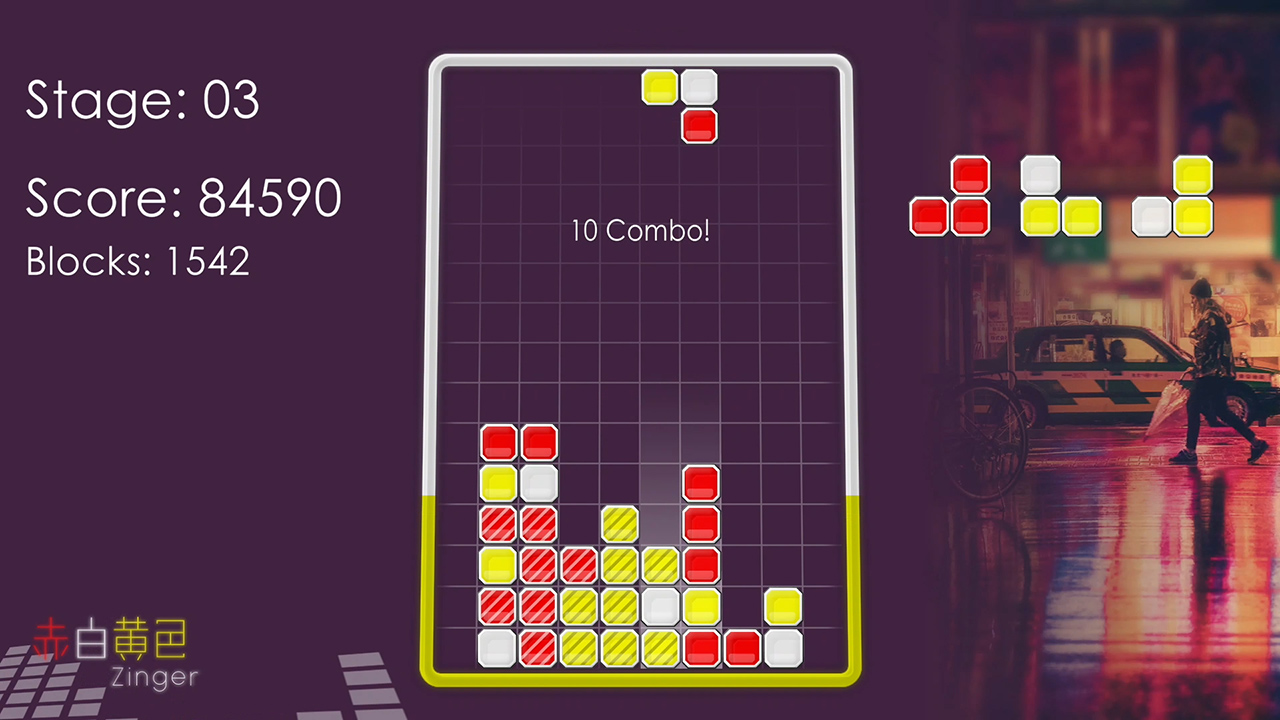 Stage: 03
Score: 84590
Blocks: 1542
10 Combo!
赤白黄色
Zinger